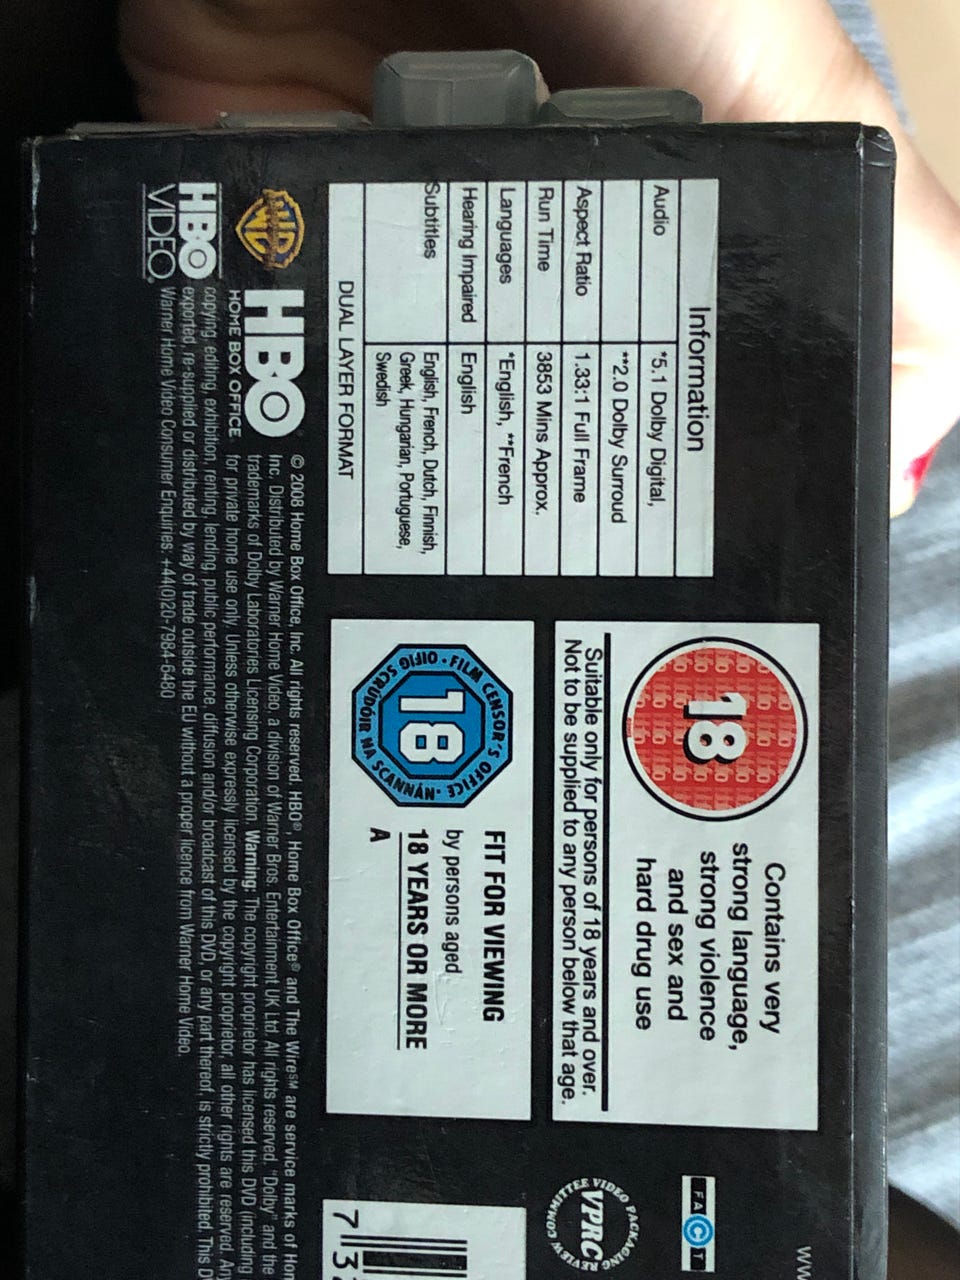 Information
Audio *5.1 Dolby Digital,
**2.0 Dolby Surroud
Aspect Ratio 1.33:1 Full Frame
Run Time 3853 Mins Approx.
Languages *English, **French
Hearing Impaired English
Subtitles English, French, Dutch, Finnish,
Greek, Hungarian, Portuguese,
Swedish
DUAL LAYER FORMAT
18
Contains very
strong language,
strong violence
and sex and
hard drug use
Suitable only for persons of 18 years and over.
Not to be supplied to any person below that age.
18
FILM CENSOR'S OFFICE
OIFIG SCRÚDÓIR NA SCANNÁN
FIT FOR VIEWING
by persons aged
18 YEARS OR MORE
A
FACT
VIDEO PACKAGING REVIEW COMMITTEE
VPRC
ww
HBO
HOME BOX OFFICE
HBO
VIDEO
© 2008 Home Box Office, Inc. All rights reserved. HBO®, Home Box Office® and The Wire℠ are service marks of Hom
Inc. Distributed by Warner Home Video, a division of Warner Bros. Entertainment UK Ltd. All rights reserved. "Dolby" and the
trademarks of Dolby Laboratories Licensing Corporation. Warning: The copyright proprietor has licensed this DVD (including
for private home use only. Unless otherwise expressly licensed by the copyright proprietor, all other rights are reserved. Any
copying, editing, exhibition, renting, lending, public performance, diffusion and/or broadcast of this DVD, or any part thereof, is strictly prohibited. This D
exported, re-supplied or distributed by way of trade outside the EU without a proper licence from Warner Home Video.
Warner Home Video Consumer Enquiries: +44(0)20-7984-6480
7 3